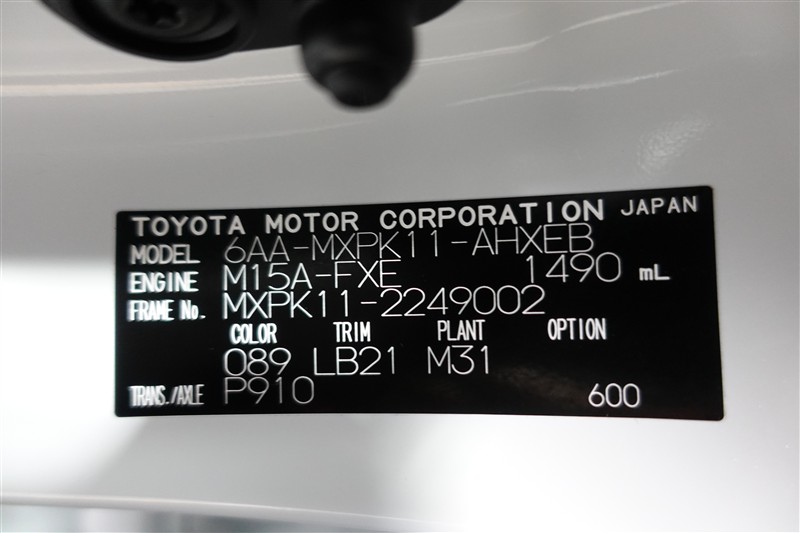 TOYOTA MOTOR CORPORATION JAPAN
MODEL 6AA-MXPK11-AHXEB
ENGINE M15A-FXE 1490 mL
FRAME No. MXPK11-2249002
COLOR TRIM PLANT OPTION
089 LB21 M31
TRANS./AXLE P910 600